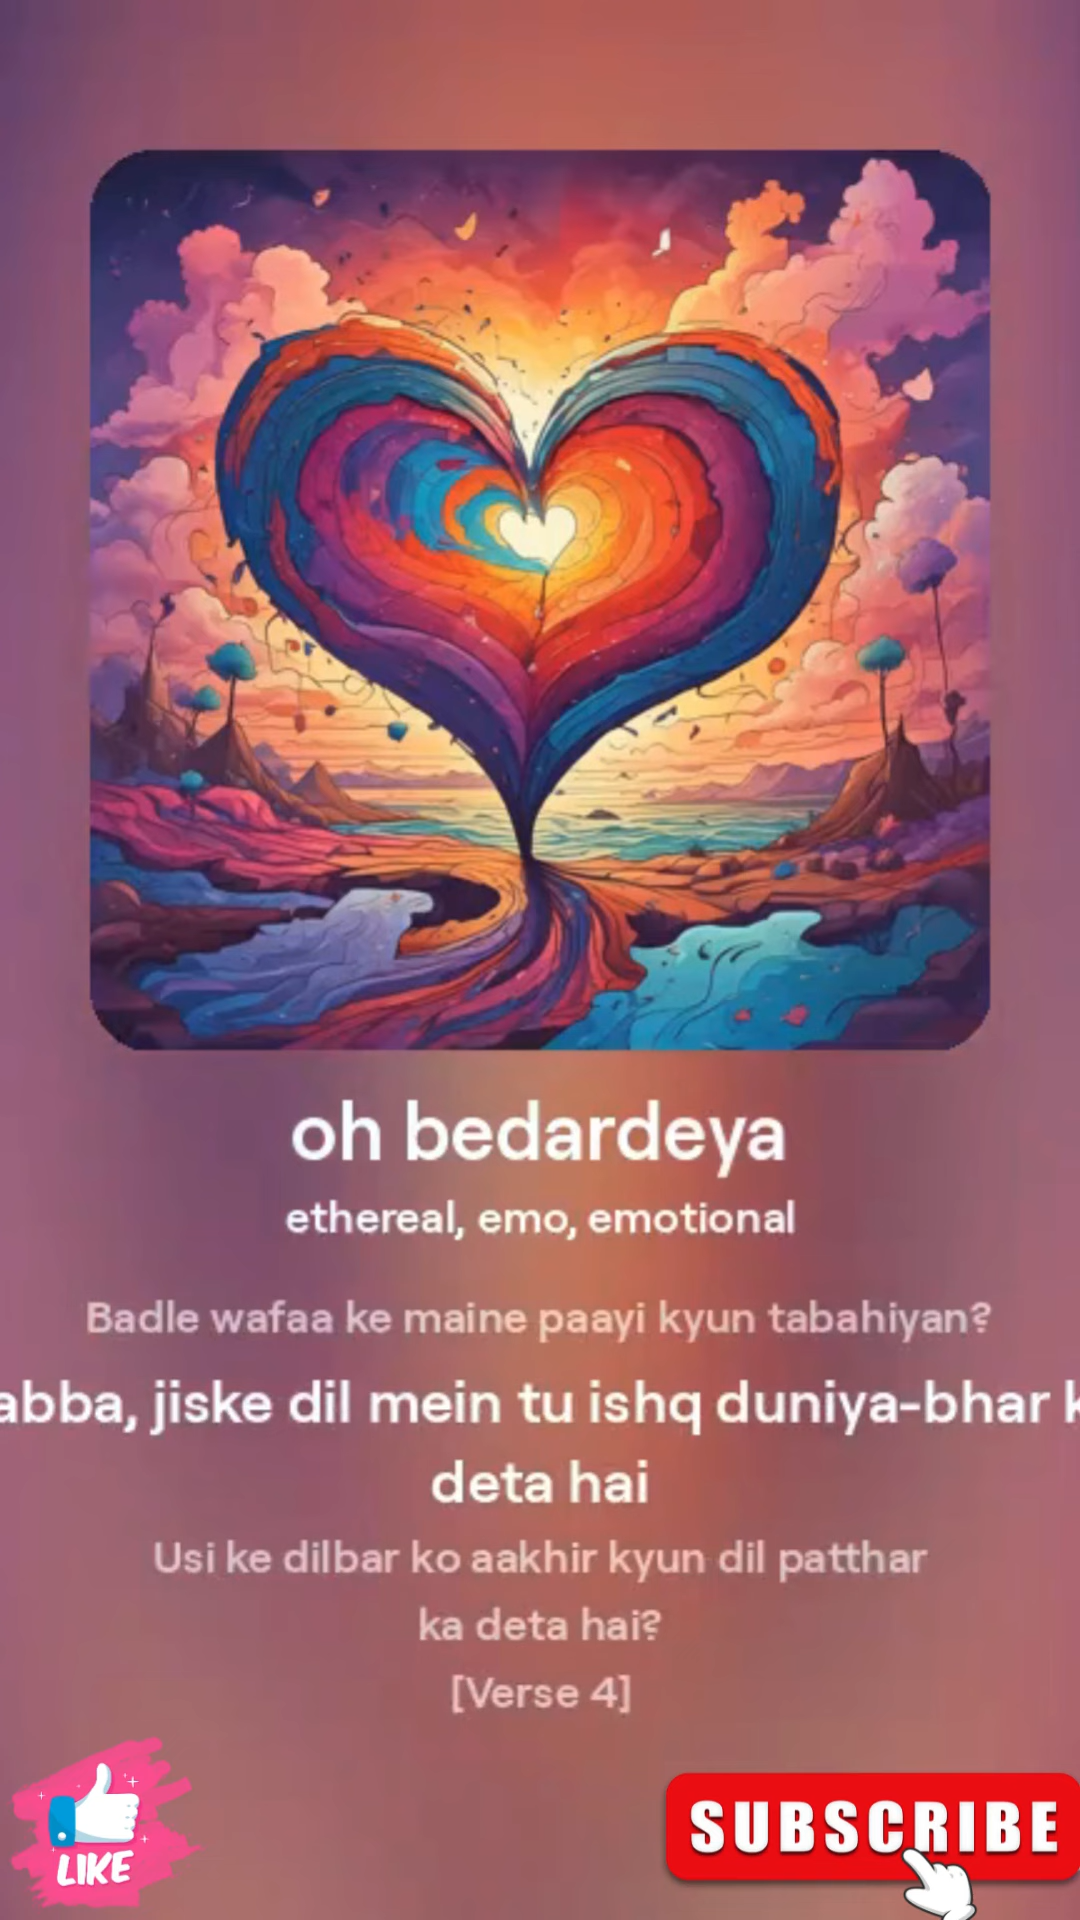 oh bedardeya
ethereal, emo, emotional
Badle wafaa ke maine paayi kyun tabahiyan?
abba, jiske dil mein tu ishq duniya-bhar k
deta hai
Usi ke dilbar ko aakhir kyun dil patthar
ka deta hai?
[Verse 4]
LIKE
SUBSCRIBE